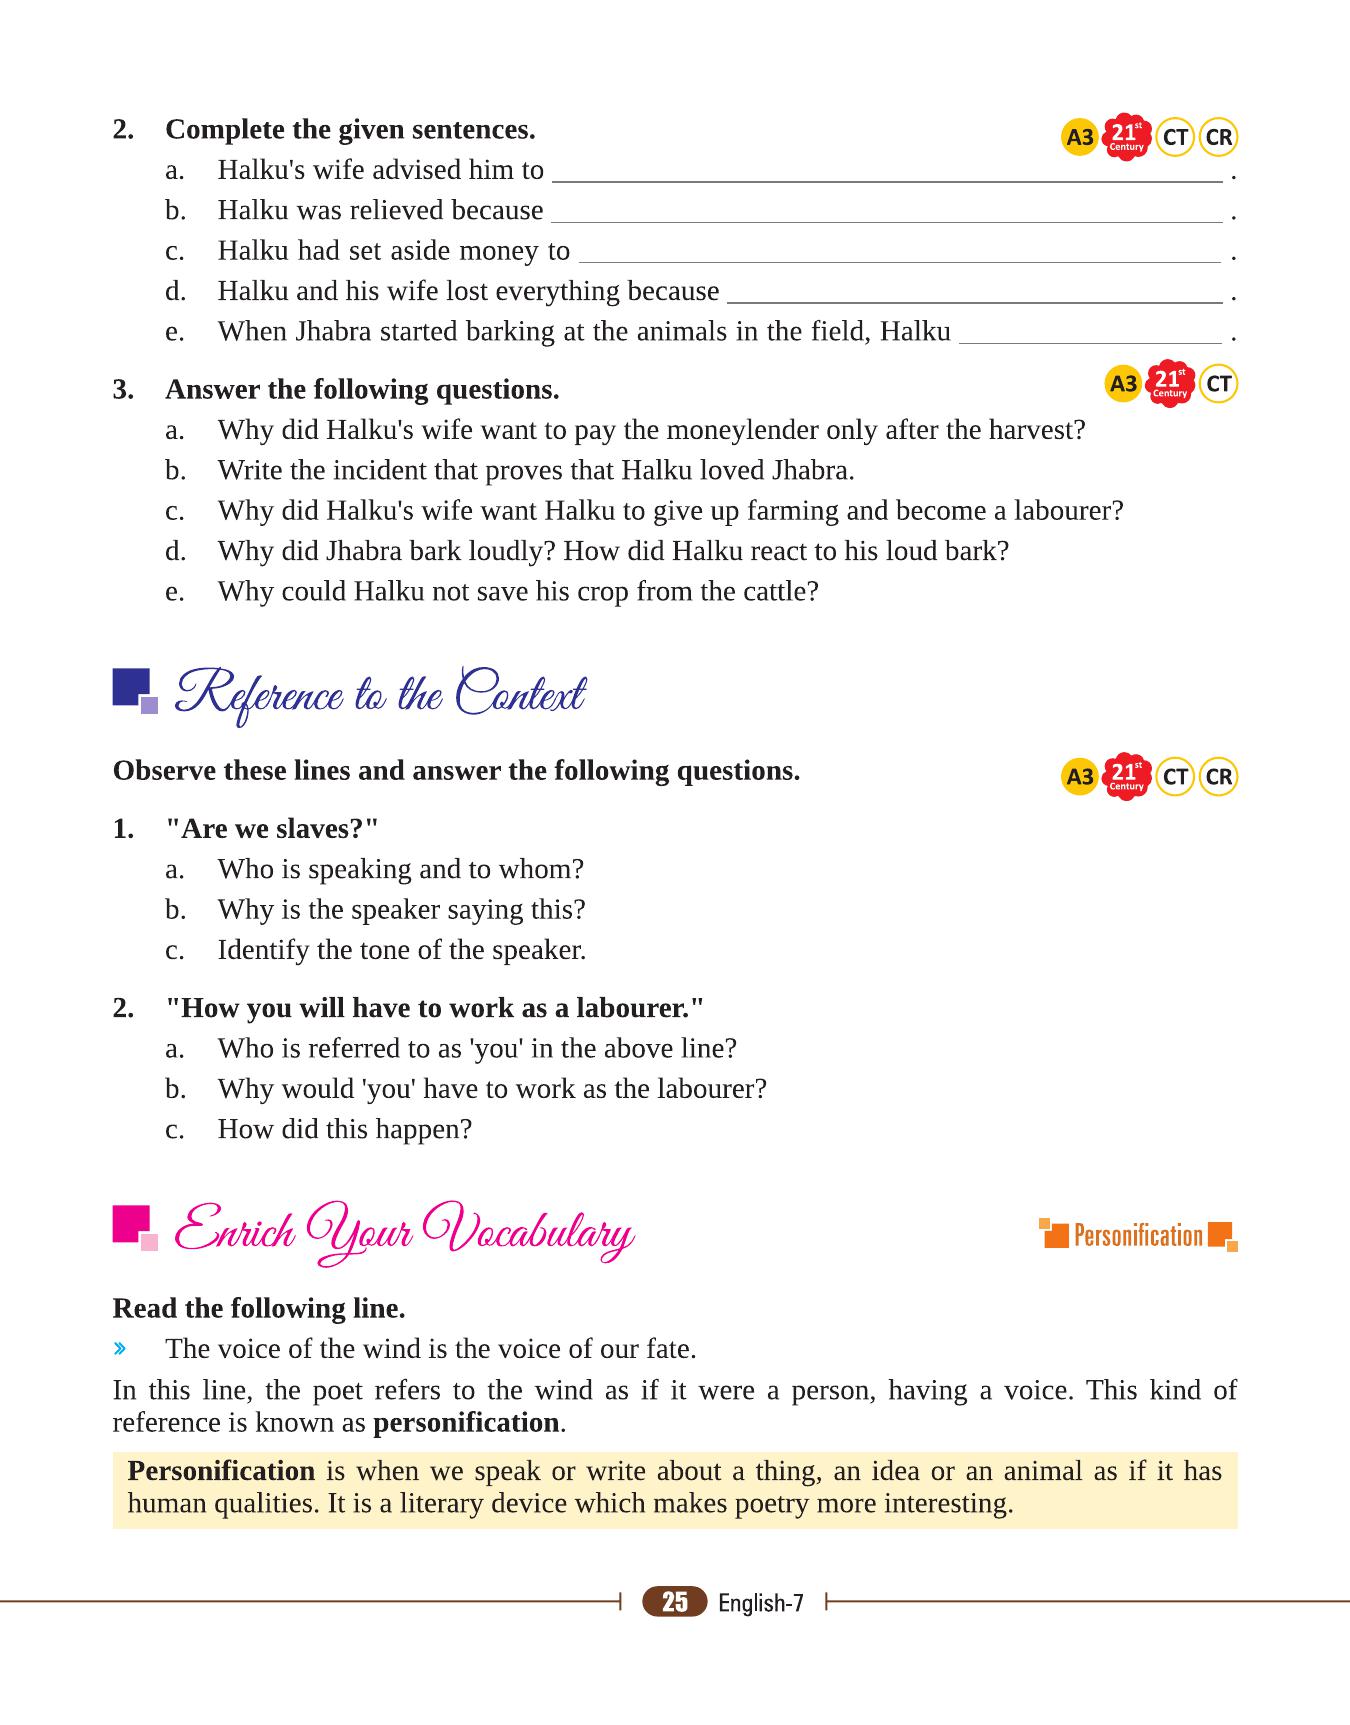 2. Complete the given sentences. A3 21st Century CT CR
a. Halku's wife advised him to ______________________________ .
b. Halku was relieved because ______________________________ .
c. Halku had set aside money to ______________________________ .
d. Halku and his wife lost everything because ______________________________ .
e. When Jhabra started barking at the animals in the field, Halku ____________________ .
3. Answer the following questions. A3 21st Century CT
a. Why did Halku's wife want to pay the moneylender only after the harvest?
b. Write the incident that proves that Halku loved Jhabra.
c. Why did Halku's wife want Halku to give up farming and become a labourer?
d. Why did Jhabra bark loudly? How did Halku react to his loud bark?
e. Why could Halku not save his crop from the cattle?
Reference to the Context
Observe these lines and answer the following questions. A3 21st Century CT CR
1. "Are we slaves?"
a. Who is speaking and to whom?
b. Why is the speaker saying this?
c. Identify the tone of the speaker.
2. "How you will have to work as a labourer."
a. Who is referred to as 'you' in the above line?
b. Why would 'you' have to work as the labourer?
c. How did this happen?
Enrich Your Vocabulary Personification
Read the following line.
» The voice of the wind is the voice of our fate.
In this line, the poet refers to the wind as if it were a person, having a voice. This kind of
reference is known as personification.
Personification is when we speak or write about a thing, an idea or an animal as if it has
human qualities. It is a literary device which makes poetry more interesting.
25 English-7